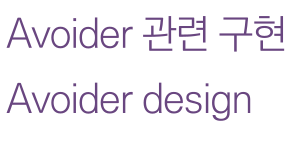 Avoider 관련 구현
Avoider design